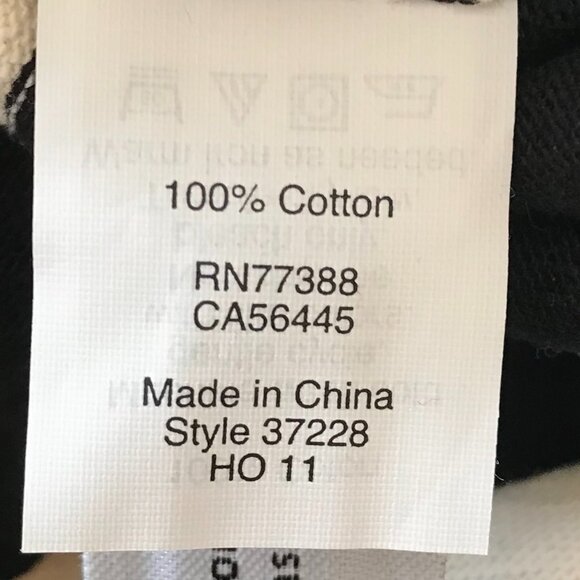 100% Cotton
RN77388
CA56445
Made in China
Style 37228
HO 11